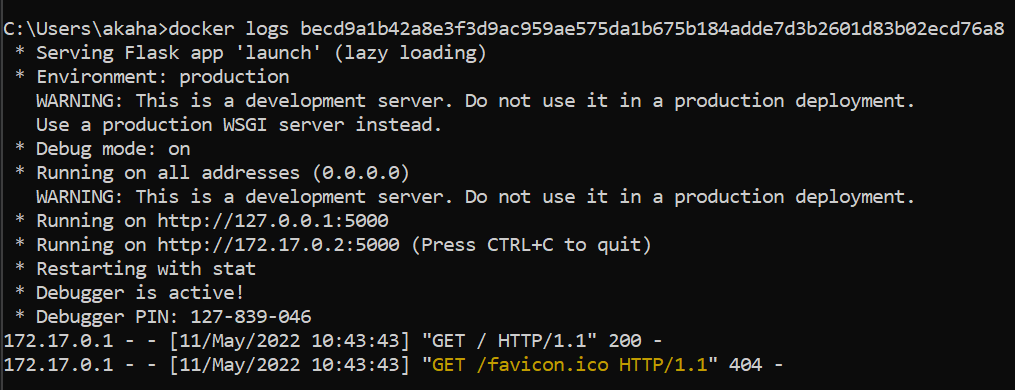 C:\Users\akaha>docker logs becd9a1b42a8e3f3d9ac959ae575da1b675b184adde7d3b2601d83b02ecd76a8
* Serving Flask app 'launch' (lazy loading)
* Environment: production
WARNING: This is a development server. Do not use it in a production deployment.
Use a production WSGI server instead.
* Debug mode: on
* Running on all addresses (0.0.0.0)
WARNING: This is a development server. Do not use it in a production deployment.
* Running on http://127.0.0.1:5000
* Running on http://172.17.0.2:5000 (Press CTRL+C to quit)
* Restarting with stat
* Debugger is active!
* Debugger PIN: 127-839-046
172.17.0.1 - - [11/May/2022 10:43:43] "GET / HTTP/1.1" 200 -
172.17.0.1 - - [11/May/2022 10:43:43] "GET /favicon.ico HTTP/1.1" 404 -